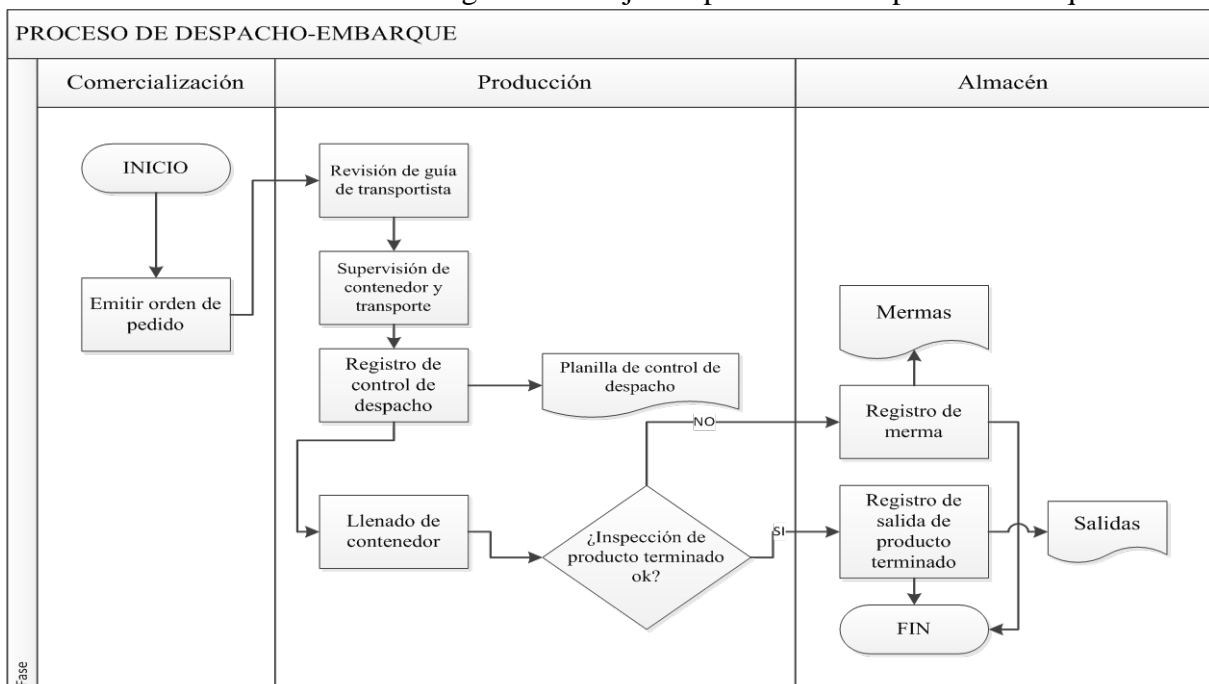 PROCESO DE DESPACHO-EMBARQUE
Comercialización
Producción
Almacén
INICIO
Emitir orden de
pedido
Revisión de guía
de transportista
Supervisión de
contenedor y
transporte
Registro de
control de
despacho
Planilla de control de
despacho
Llenado de
contenedor
¿Inspección de
producto terminado
ok?
NO
SI
Mermas
Registro de
merma
Registro de
salida de
producto
terminado
Salidas
FIN
Fase